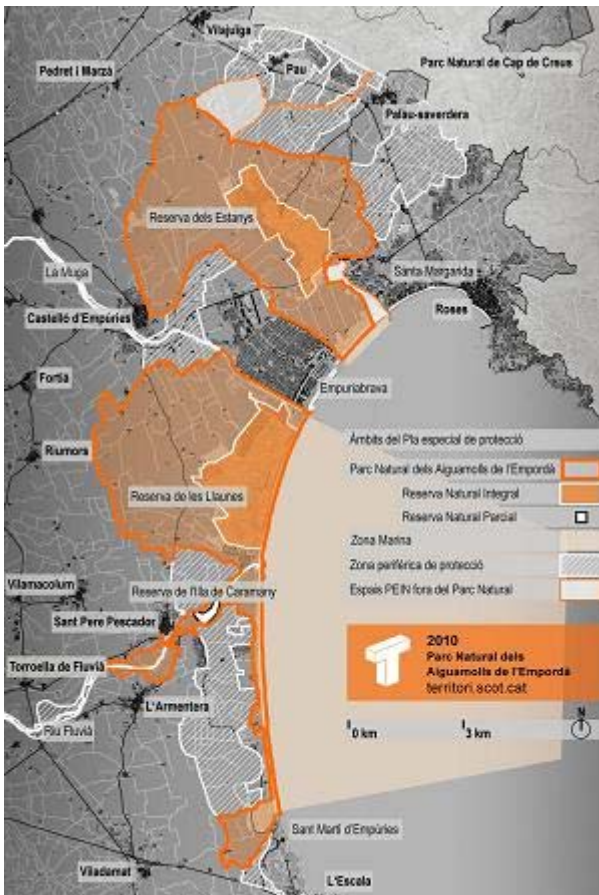 Vilajuïga
Pau
Parc Natural de Cap de Creus
Pedret i Marzà
Palau-saverdera
Reserva dels Estanys
La Muga
Santa Margarida
Castelló d'Empúries
Roses
Fortià
Empuriabrava
Riumors
Àmbits del Pla especial de protecció
Parc Natural dels Aiguamolls de l'Empordà
Reserva Natural Integral
Reserva de les Llaunes
Reserva Natural Parcial
Zona Marina
Zona perifèrica de protecció
Vilamacolum
Reserva de l'Illa de Caramany
Espais PEIN fora del Parc Natural
Sant Pere Pescador
2010
Parc Natural dels
Aiguamolls de l'Empordà
territori.scot.cat
Torroella de Fluvià
L'Armentera
N
Riu Fluvià
0 km
3 km
Sant Martí d'Empúries
Viladamat
L'Escala